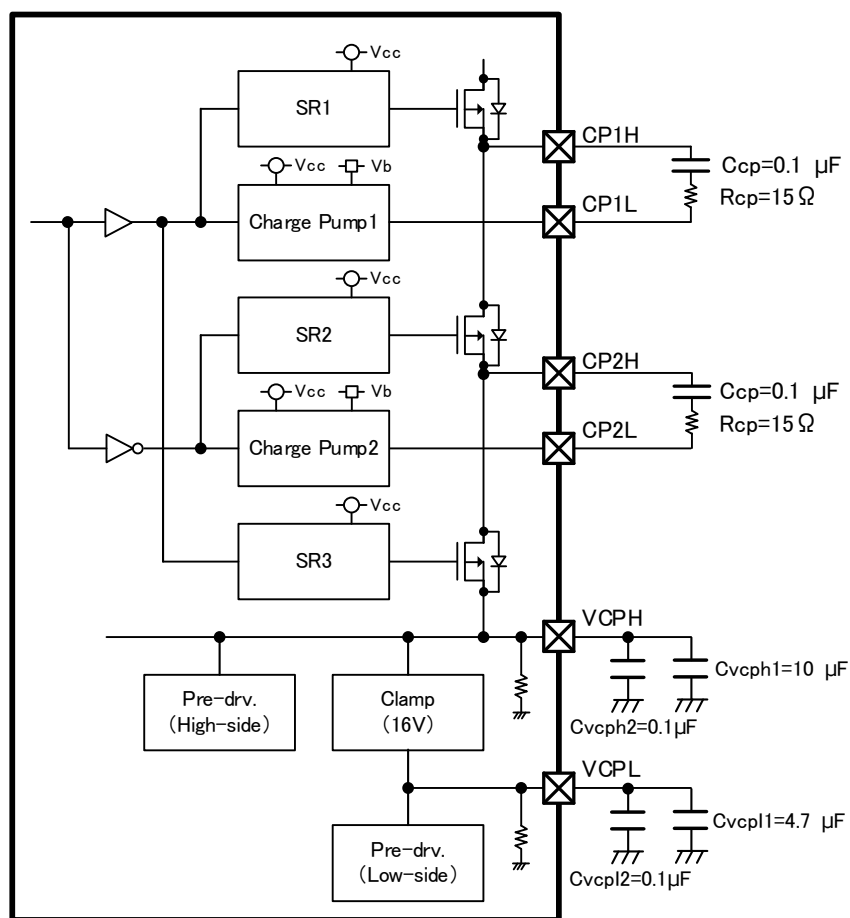 Vcc
SR1
CP1H
Ccp=0.1 μF
Rcp=15Ω
Vcc
Vb
Charge Pump1
CP1L
Vcc
SR2
CP2H
Ccp=0.1 μF
Rcp=15Ω
Vcc
Vb
Charge Pump2
CP2L
Vcc
SR3
VCPH
Pre-drv.
(High-side)
Clamp
(16V)
Cvcph1=10 μF
Cvcph2=0.1μF
VCPL
Pre-drv.
(Low-side)
Cvcpl1=4.7 μF
Cvcpl2=0.1μF